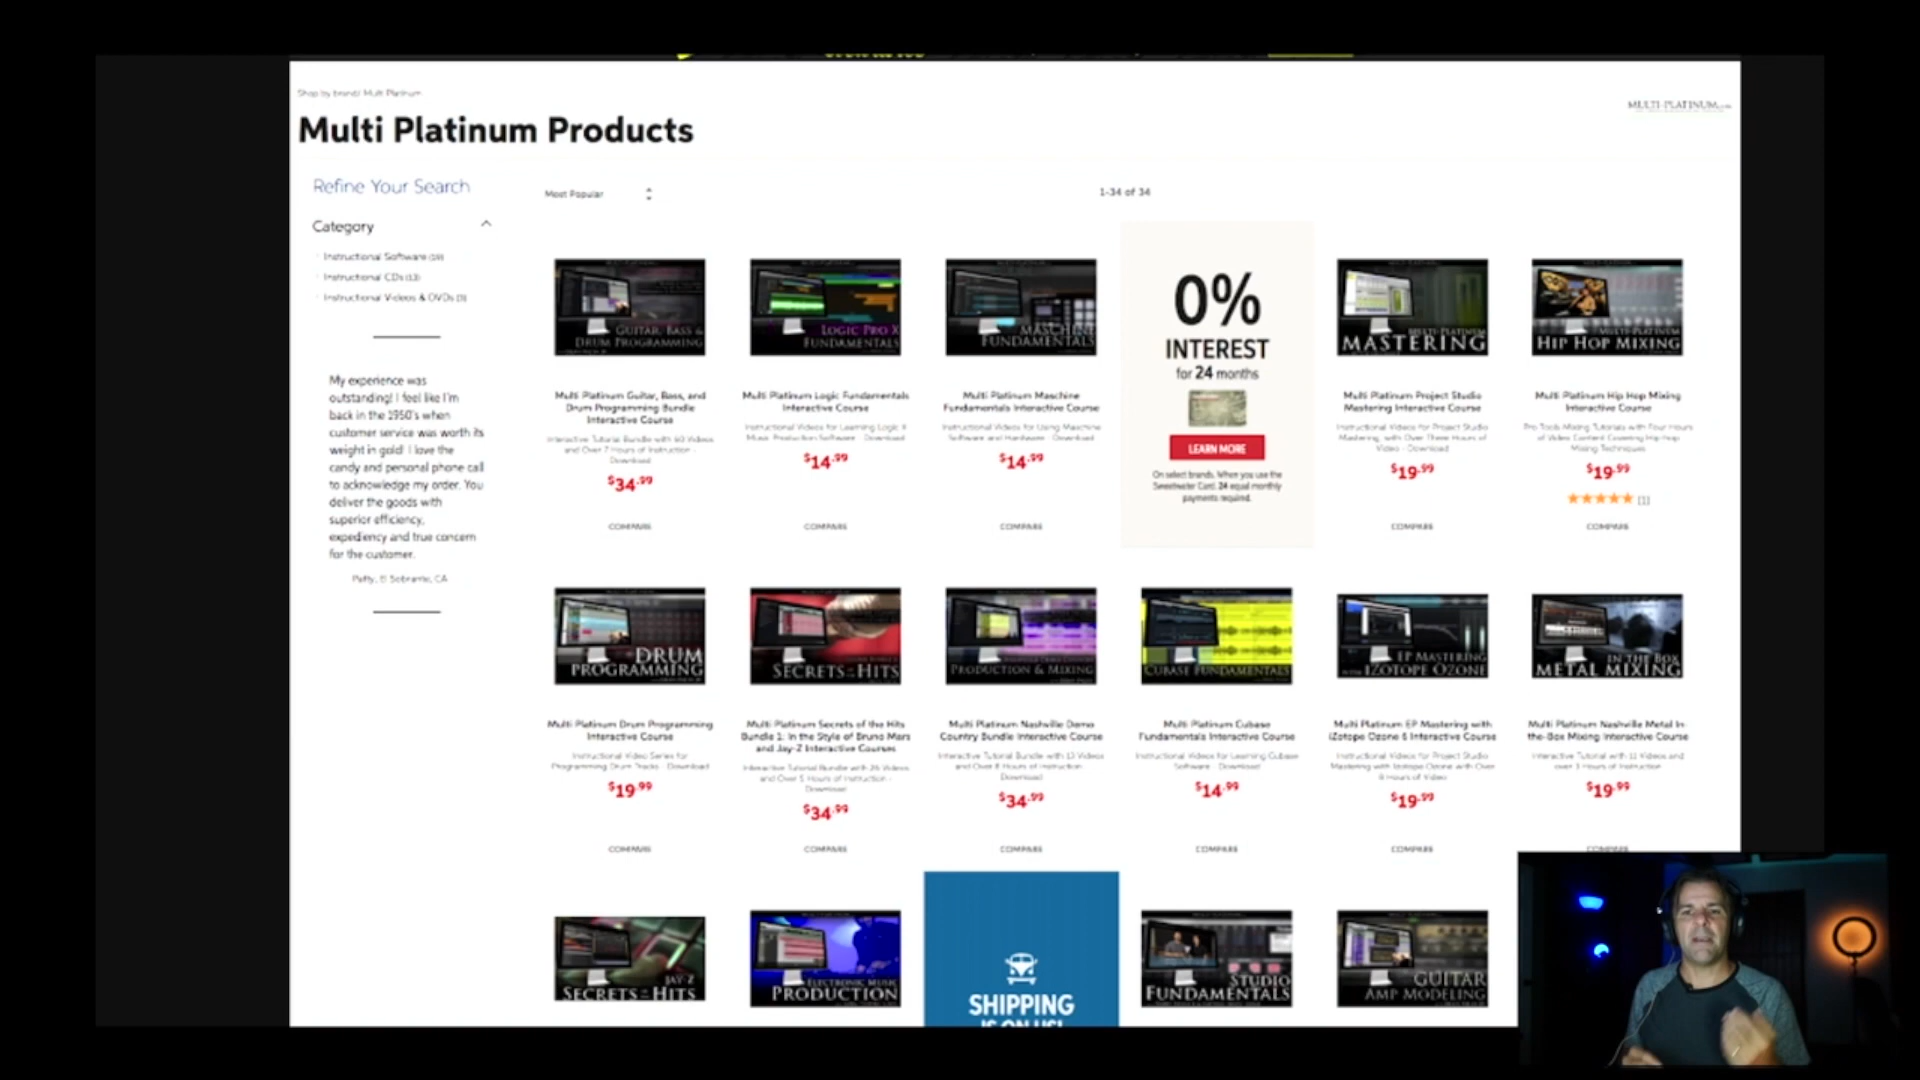 Shop by brand/ Multi Platinum
MULTI-PLATINUM.COM
Multi Platinum Products
Refine Your Search
Most Popular
1-34 of 34
Category
Instructional Software (18)
Instructional CDs (13)
Instructional Videos & DVDs (3)
My experience was
outstanding! I feel like I'm
back in the 1950's when
customer service was worth its
weight in gold! I love the
candy and personal phone call
to acknowledge my order. You
deliver the goods with
superior efficiency,
expediency and true concern
for the customer.
Patty, El Sobrante, CA
GUITAR, BASS &
DRUM PROGRAMMING
Multi Platinum Guitar, Bass, and
Drum Programming Bundle
Interactive Course
Interactive Tutorial Bundle with 60 Videos
and Over 7 Hours of Instruction -
Download
$34.99
COMPARE
LOGIC PRO X
FUNDAMENTALS
Multi Platinum Logic Fundamentals
Interactive Course
Instructional Videos for Learning Logic X
Music Production Software - Download
$14.99
COMPARE
MASCHINE
FUNDAMENTALS
Multi Platinum Maschine
Fundamentals Interactive Course
Instructional Videos for Using Maschine
Software and Hardware - Download
$14.99
COMPARE
0%
INTEREST
for 24 months
LEARN MORE
On select brands. When you use the
Sweetwater Card. 24 equal monthly
payments required.
MULTI-PLATINUM
MASTERING
Multi Platinum Project Studio
Mastering Interactive Course
Instructional Videos for Project Studio
Mastering, with Over Three Hours of
Video - Download
$19.99
COMPARE
MULTI-PLATINUM
HIP HOP MIXING
Multi Platinum Hip Hop Mixing
Interactive Course
Pro Tools Mixing Tutorials with Four Hours
of Video Content Covering Hip-hop
Mixing Techniques
$19.99
(1)
COMPARE
DRUM
PROGRAMMING
Multi Platinum Drum Programming
Interactive Course
Instructional Video Series for
Programming Drum Tracks - Download
$19.99
COMPARE
SECRETS OF THE HITS
Multi Platinum Secrets of the Hits
Bundle 1: In the Style of Bruno Mars
and Jay-Z Interactive Courses
Interactive Tutorial Bundle with 26 Videos
and Over 5 Hours of Instruction -
Download
$34.99
COMPARE
PRODUCTION & MIXING
Multi Platinum Nashville Demo
Country Bundle Interactive Course
Interactive Tutorial Bundle with 13 Videos
and Over 8 Hours of Instruction
Download
$34.99
COMPARE
CUBASE FUNDAMENTALS
Multi Platinum Cubase
Fundamentals Interactive Course
Instructional Videos for Learning Cubase
Software - Download
$14.99
COMPARE
EP MASTERING
IZOTOPE OZONE
Multi Platinum EP Mastering with
iZotope Ozone 5 Interactive Course
Instructional Videos for Project Studio
Mastering with Izotope Ozone with Over
8 Hours of Video
$19.99
COMPARE
IN THE BOX
METAL MIXING
Multi Platinum Nashville Metal In-
the-Box Mixing Interactive Course
Interactive Tutorial with 11 Videos and
over 3 Hours of Instruction
$19.99
COMPARE
JAY-Z
SECRETS OF THE HITS
ELECTRONIC MUSIC
PRODUCTION
SHIPPING
IS ON US!
STUDIO
FUNDAMENTALS
GUITAR
AMP MODELING